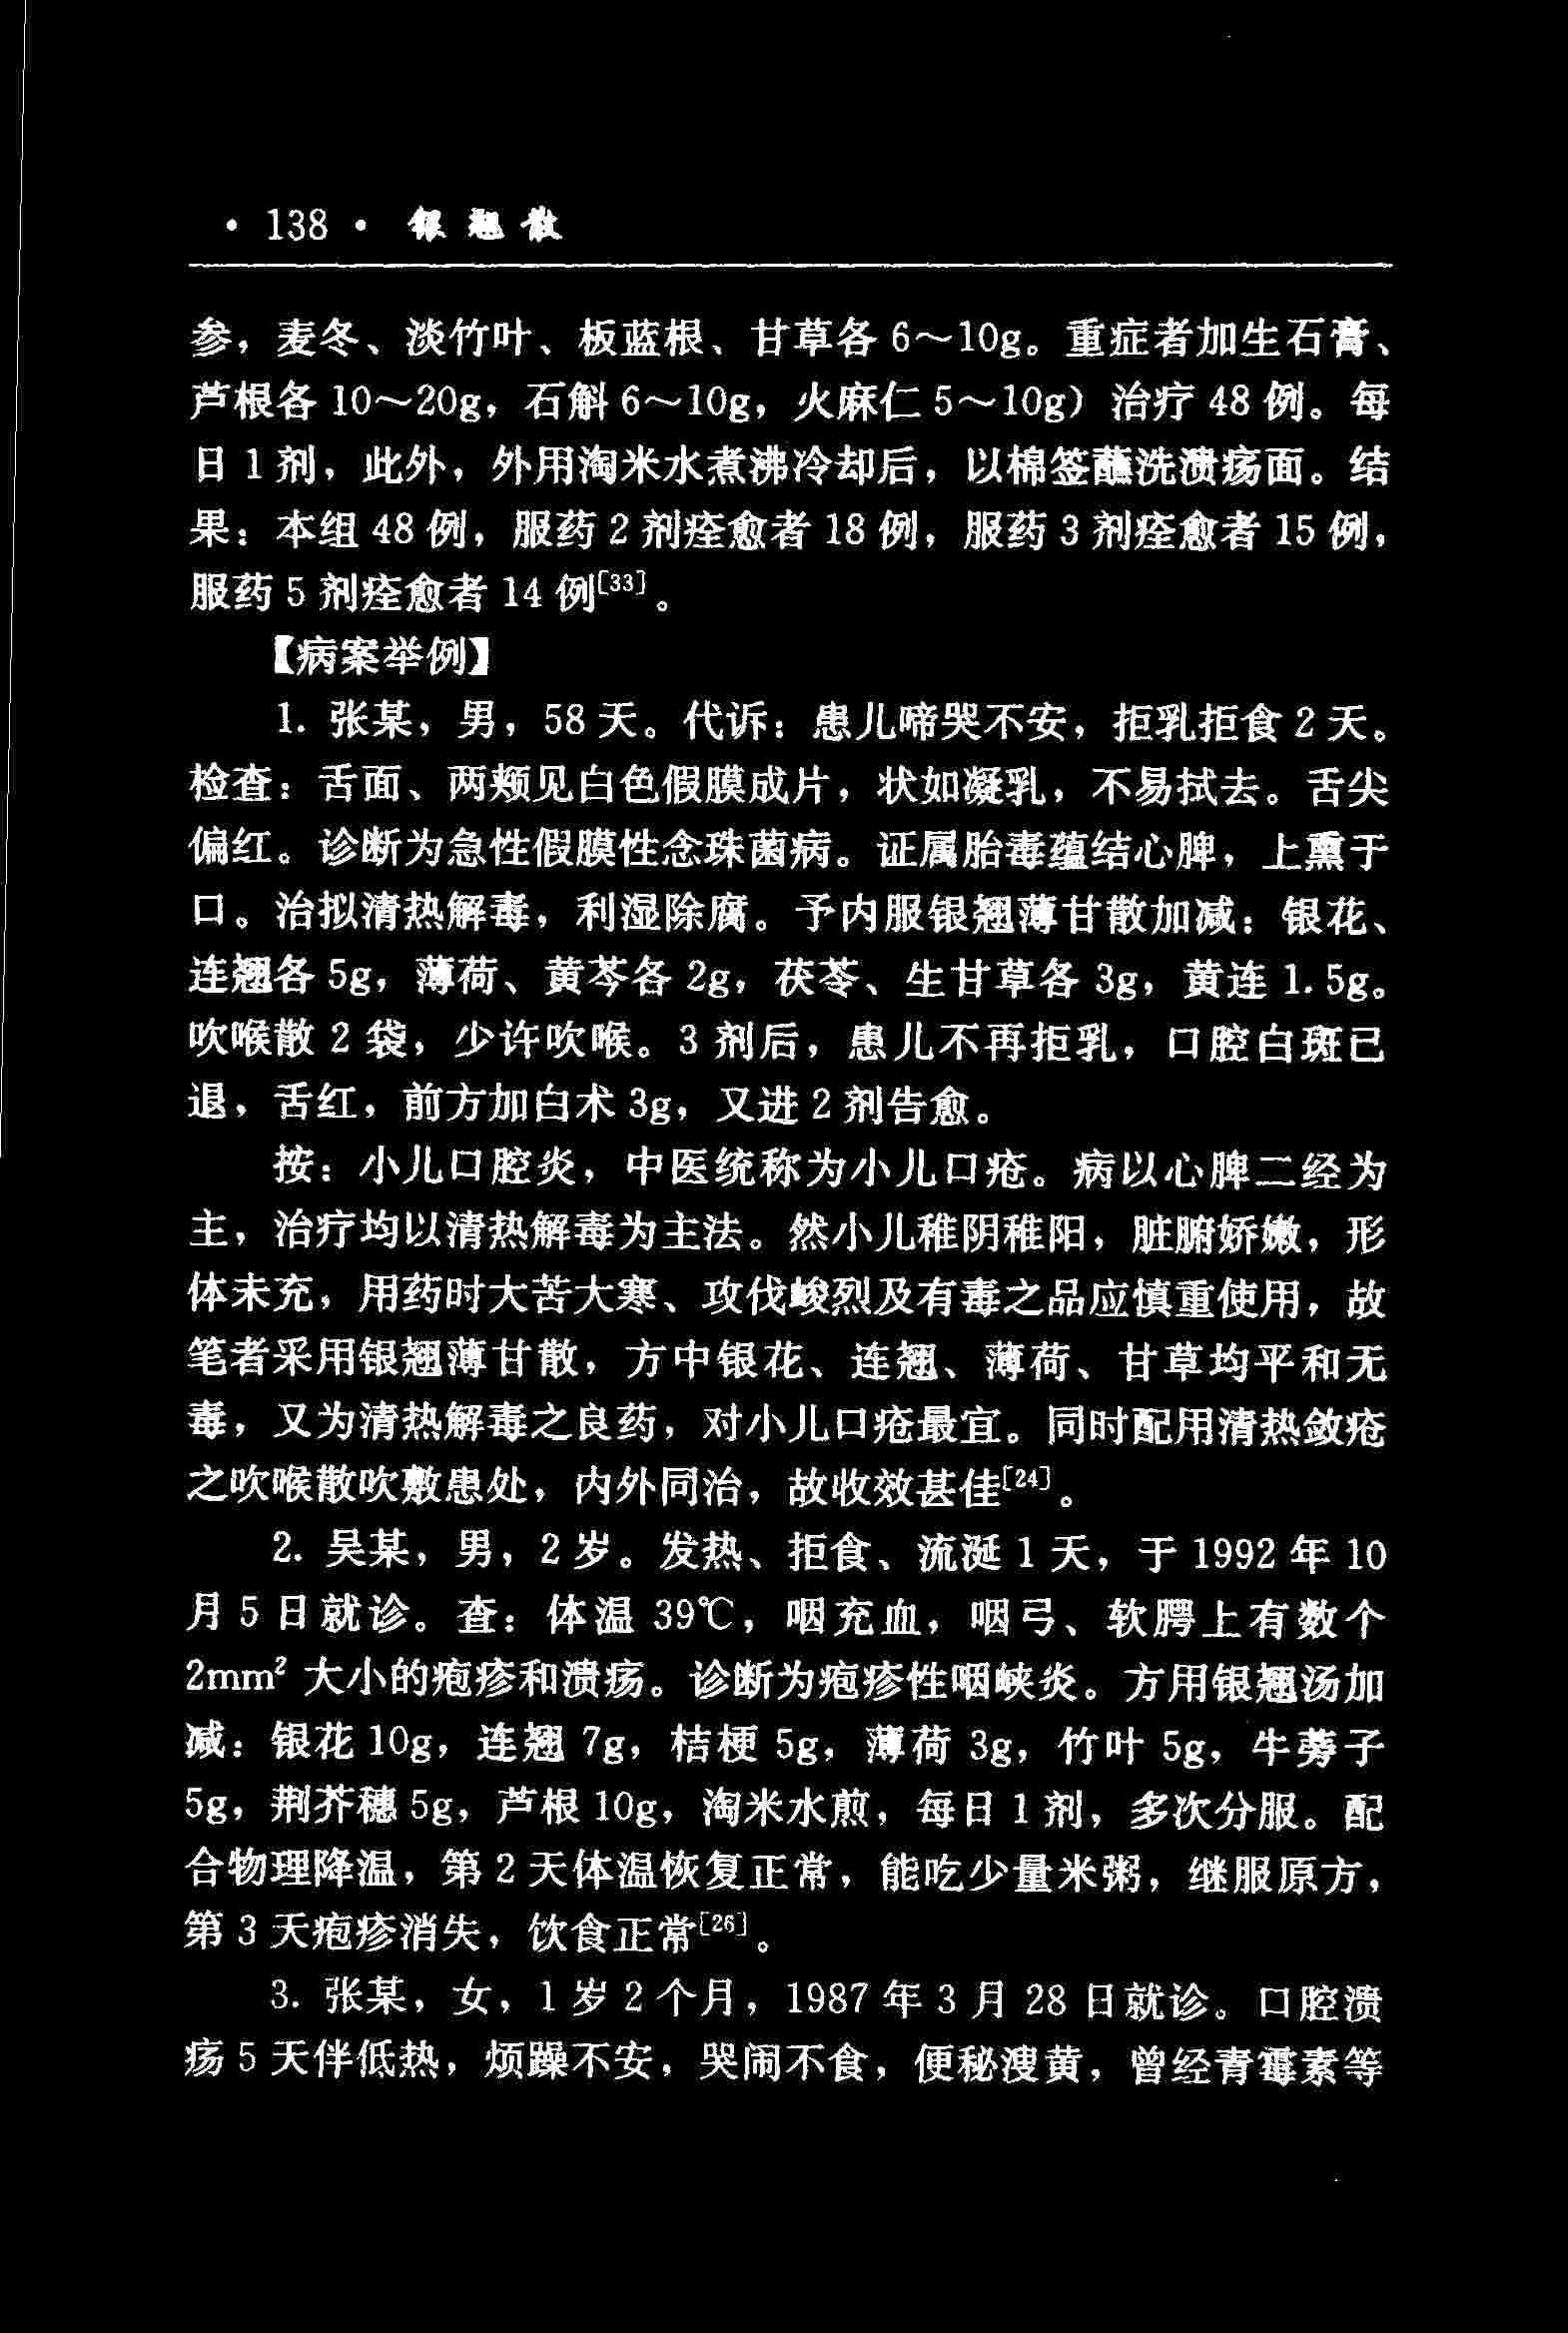 · 138 · 银翘散
参，麦冬、淡竹叶、板蓝根、甘草各 6～10g。重症者加生石膏、
芦根各 10～20g，石斛 6～10g，火麻仁 5～10g）治疗 48 例。每
日 1 剂，此外，外用淘米水煮沸冷却后，以棉签蘸洗溃疡面。结
果：本组 48 例，服药 2 剂痊愈者 18 例，服药 3 剂痊愈者 15 例，
服药 5 剂痊愈者 14 例[33]。
【病案举例】
1. 张某，男，58 天。代诉：患儿啼哭不安，拒乳拒食 2 天。
检查：舌面、两颊见白色假膜成片，状如凝乳，不易拭去。舌尖
偏红。诊断为急性假膜性念珠菌病。证属胎毒蕴结心脾，上熏于
口。治拟清热解毒，利湿除腐。予内服银翘薄甘散加减：银花、
连翘各 5g，薄荷、黄芩各 2g，茯苓、生甘草各 3g，黄连 1.5g。
吹喉散 2 袋，少许吹喉。3 剂后，患儿不再拒乳，口腔白斑已
退，舌红，前方加白术 3g，又进 2 剂告愈。
按：小儿口腔炎，中医统称为小儿口疮。病以心脾二经为
主，治疗均以清热解毒为主法。然小儿稚阴稚阳，脏腑娇嫩，形
体未充，用药时大苦大寒、攻伐峻烈及有毒之品应慎重使用，故
笔者采用银翘薄甘散，方中银花、连翘、薄荷、甘草均平和无
毒，又为清热解毒之良药，对小儿口疮最宜。同时配用清热敛疮
之吹喉散吹敷患处，内外同治，故收效甚佳[24]。
2. 吴某，男，2 岁。发热、拒食、流涎 1 天，于 1992 年 10
月 5 日就诊。查：体温 39℃，咽充血，咽弓、软腭上有数个
2mm² 大小的疱疹和溃疡。诊断为疱疹性咽峡炎。方用银翘汤加
减：银花 10g，连翘 7g，桔梗 5g，薄荷 3g，竹叶 5g，牛蒡子
5g，荆芥穗 5g，芦根 10g，淘米水煎，每日 1 剂，多次分服。配
合物理降温，第 2 天体温恢复正常，能吃少量米粥，继服原方，
第 3 天疱疹消失，饮食正常[26]。
3. 张某，女，1 岁 2 个月，1987 年 3 月 28 日就诊。口腔溃
疡 5 天伴低热，烦躁不安，哭闹不食，便秘溲黄，曾经青霉素等